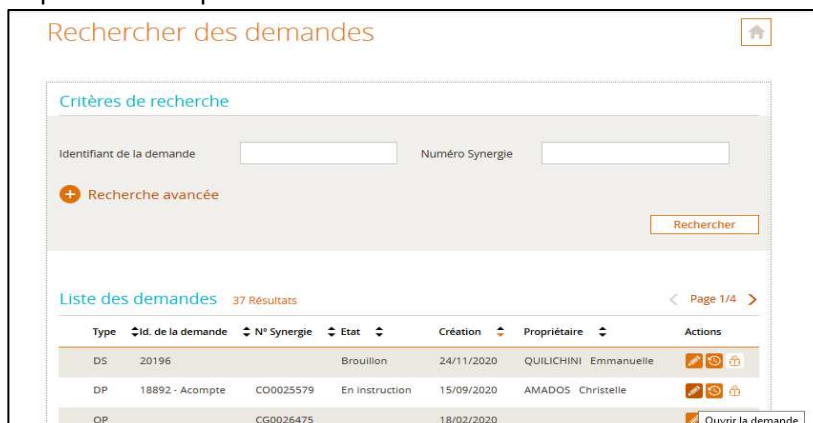 Rechercher des demandes
Critères de recherche
Identifiant de la demande Numéro Synergie
+ Recherche avancée
Rechercher
Liste des demandes 37 Résultats < Page 1/4 >
Type Id. de la demande N° Synergie Etat Création Propriétaire Actions
DS 20196 Brouillon 24/11/2020 QUILICHINI Emmanuelle
DP 18892 - Acompte CO0025579 En instruction 15/09/2020 AMADOS Christelle
OP CG0026475 18/02/2020
Ouvrir la demande